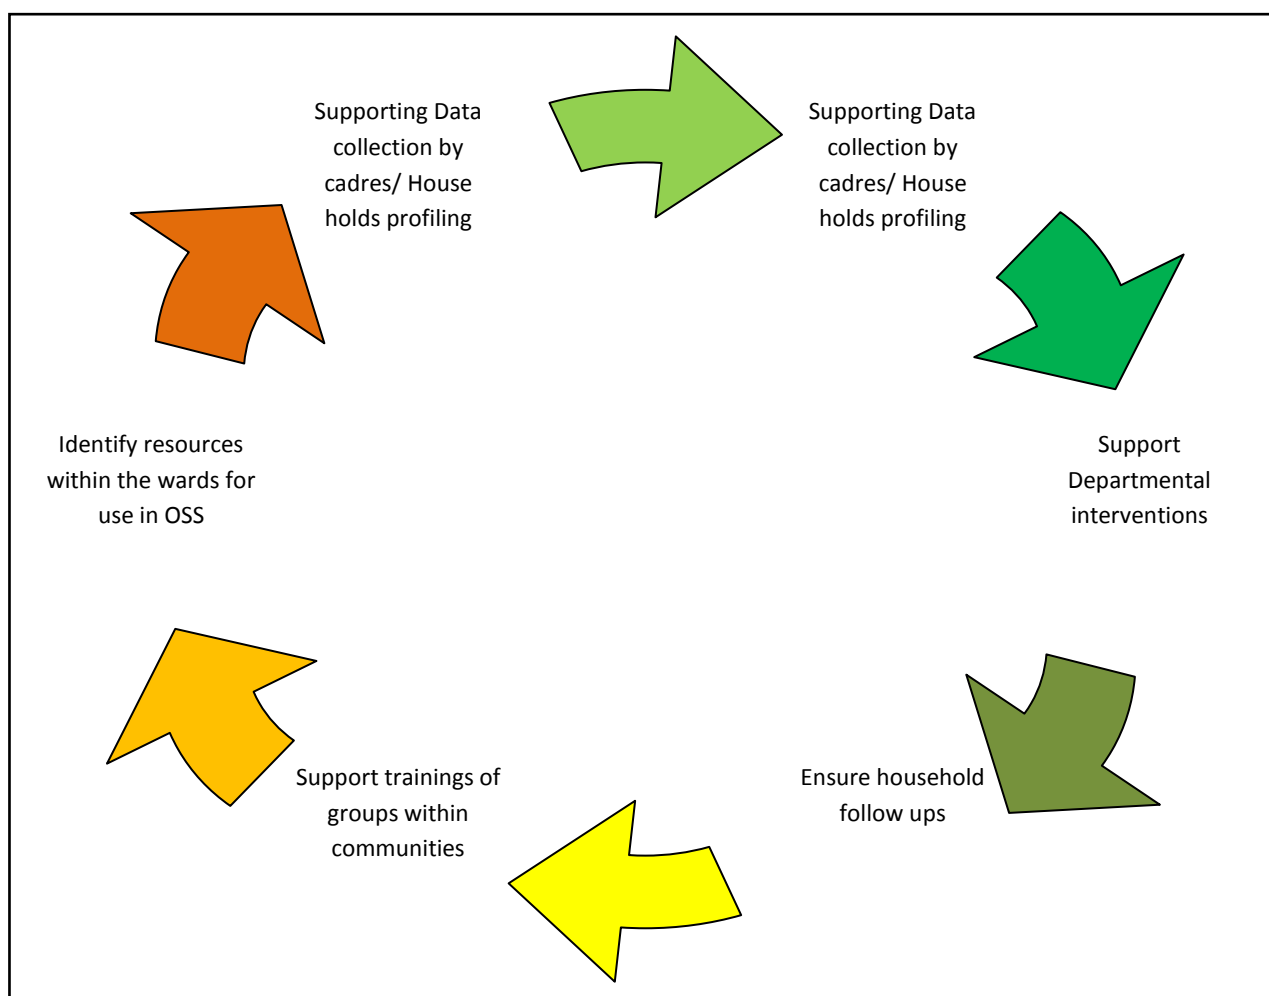 Supporting Data
collection by
cadres/ House
holds profiling
Supporting Data
collection by
cadres/ House
holds profiling
Support
Departmental
interventions
Ensure household
follow ups
Support trainings of
groups within
communities
Identify resources
within the wards for
use in OSS